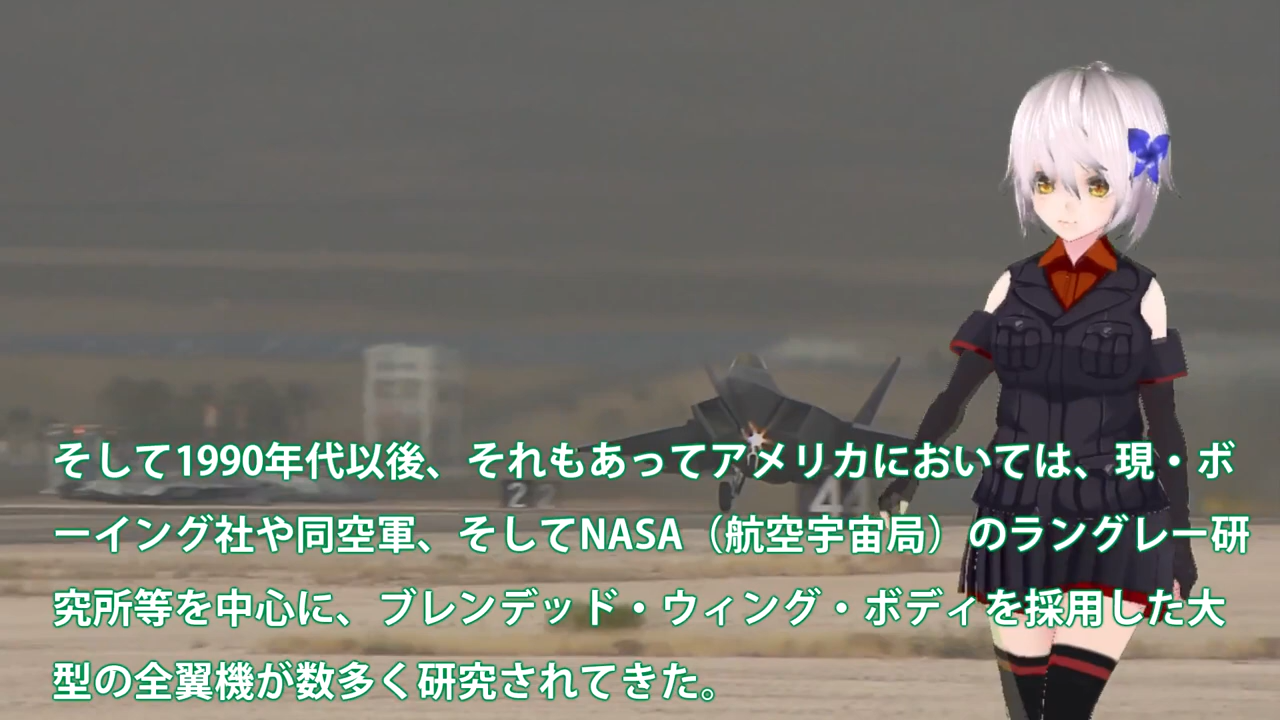 そして1990年代以後、それもあってアメリカにおいては、現・ボ
ーイング社や同空軍、そしてNASA（航空宇宙局）のラングレー研
究所等を中心に、ブレンデッド・ウィング・ボディを採用した大
型の全翼機が数多く研究されてきた。
22
44